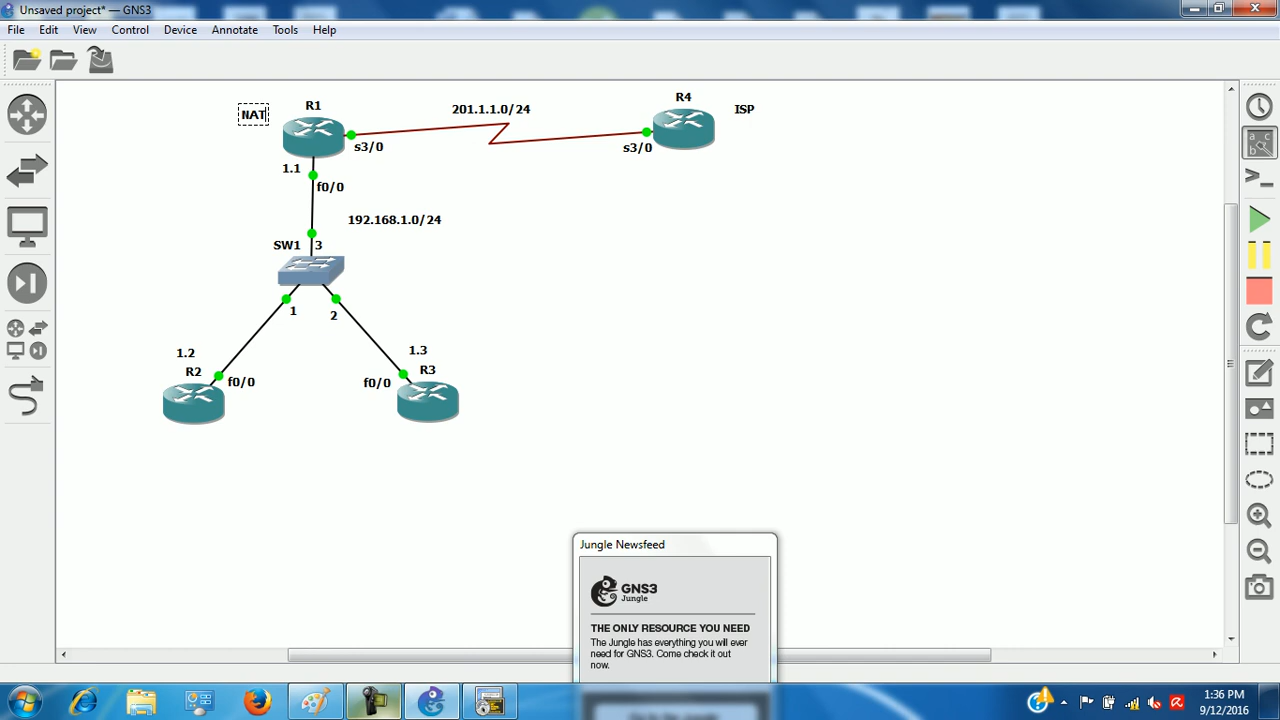 Unsaved project* — GNS3
File Edit View Control Device Annotate Tools Help
NAT
R1
201.1.1.0/24
R4
ISP
s3/0
s3/0
1.1
f0/0
192.168.1.0/24
SW1
3
1
2
1.2
1.3
R2
R3
f0/0
f0/0
a c
b
Jungle Newsfeed
GNS3
Jungle
THE ONLY RESOURCE YOU NEED
The Jungle has everything you will ever
need for GNS3. Come check it out
now.
1:36 PM
9/12/2016